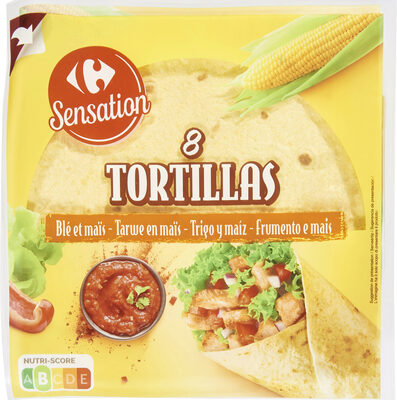 Sensation
8
TORTILLAS
Blé et maïs - Tarwe en maïs - Trigo y maíz - Frumento e mais
NUTRI-SCORE
A B C D E